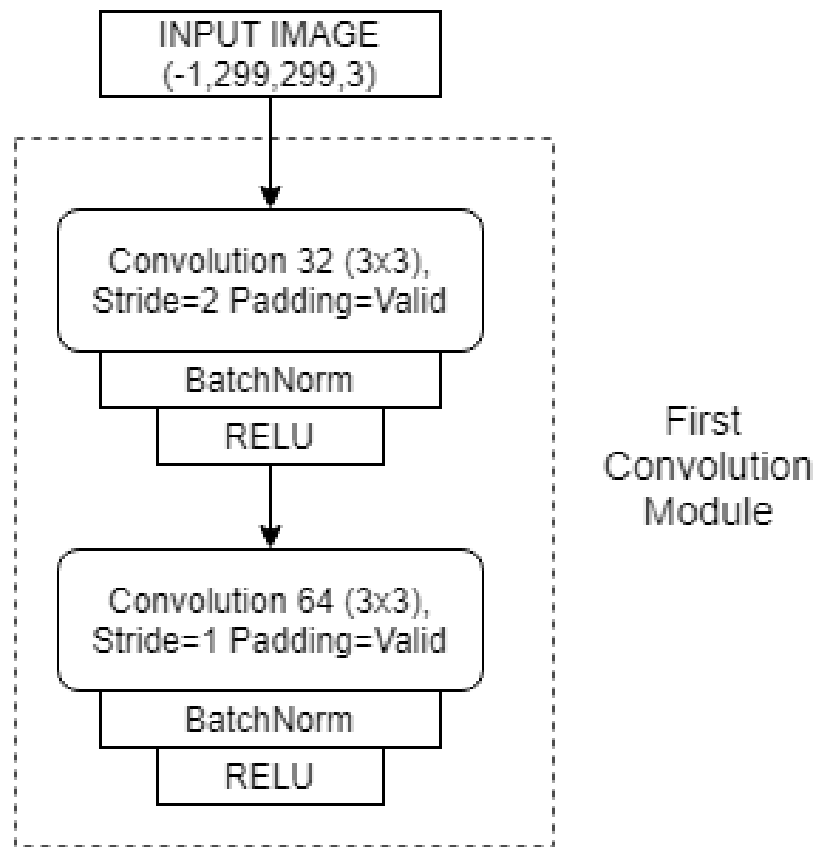 INPUT IMAGE
(-1,299,299,3)
Convolution 32 (3x3),
Stride=2 Padding=Valid
BatchNorm
RELU
First
Convolution
Module
Convolution 64 (3x3),
Stride=1 Padding=Valid
BatchNorm
RELU